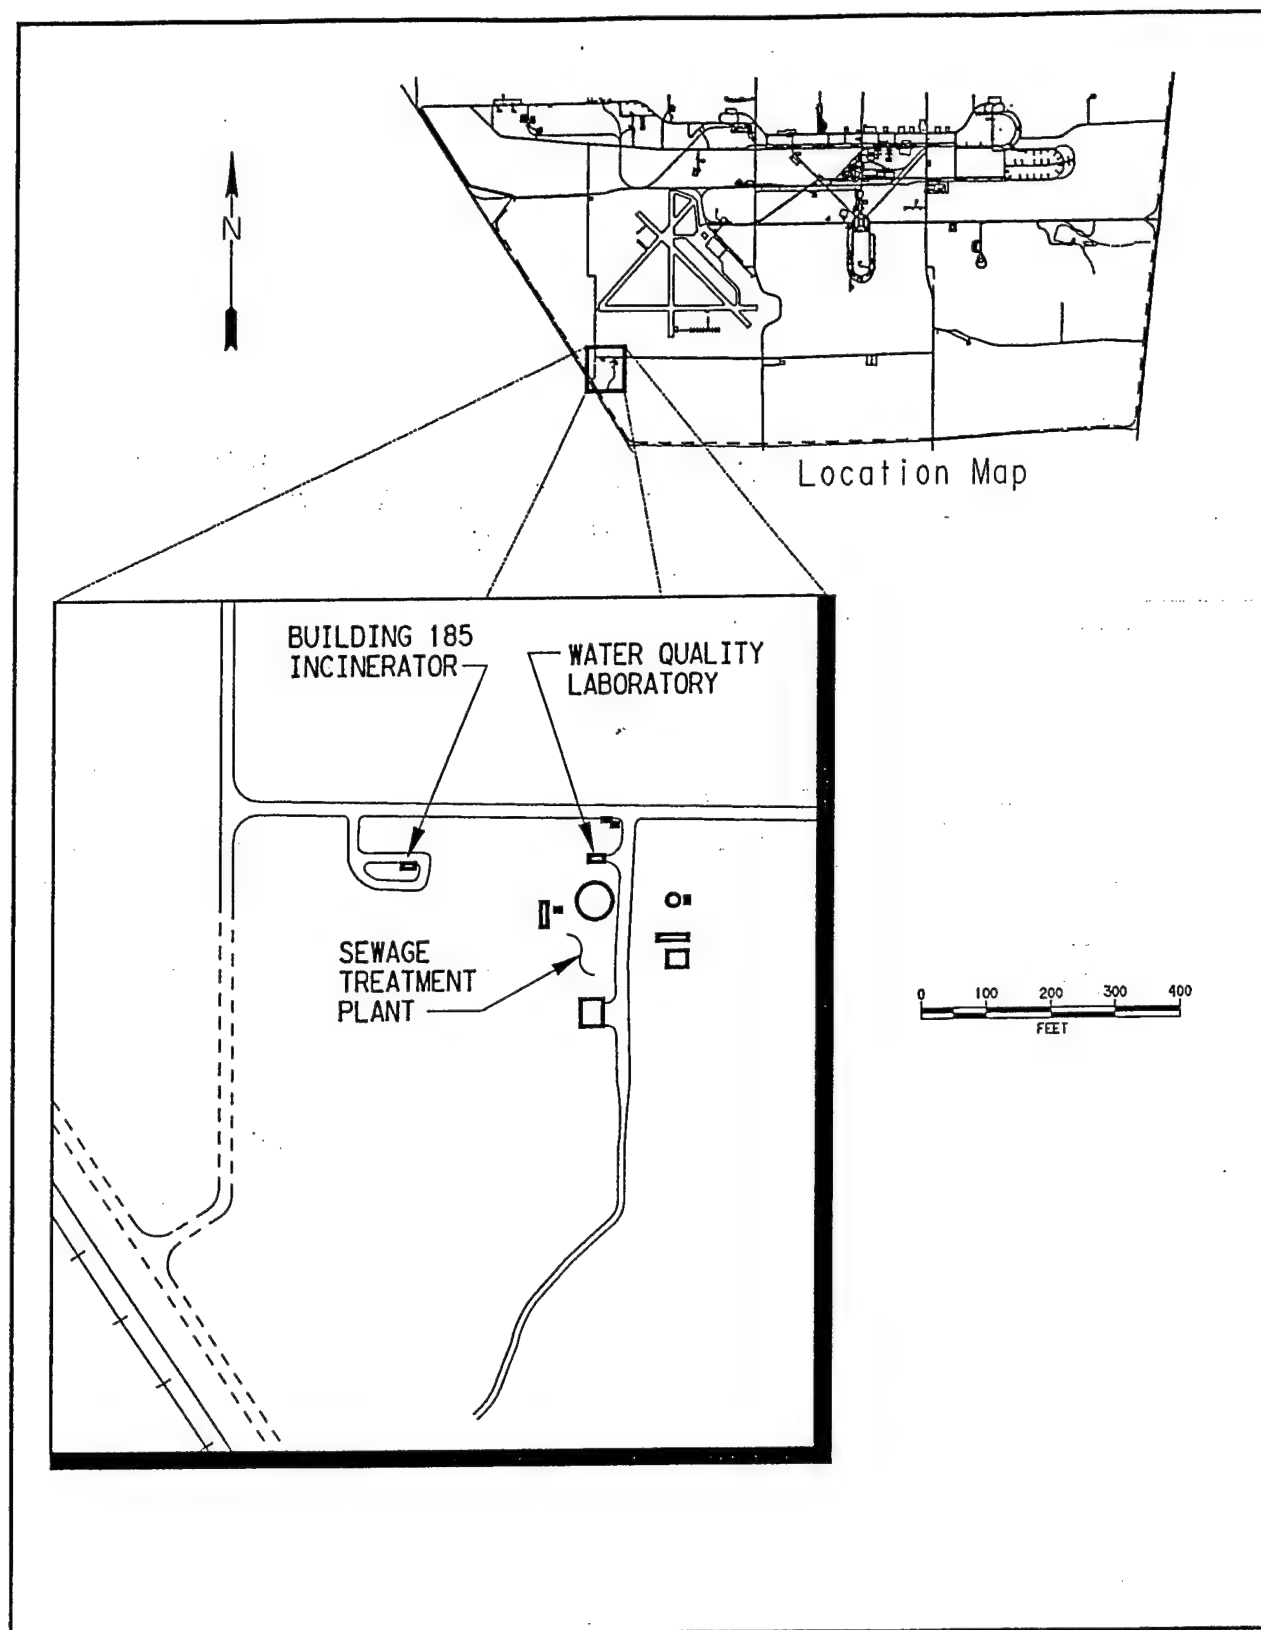 N
Location Map
BUILDING 185
INCINERATOR
WATER QUALITY
LABORATORY
SEWAGE
TREATMENT
PLANT
0 100 200 300 400
FEET